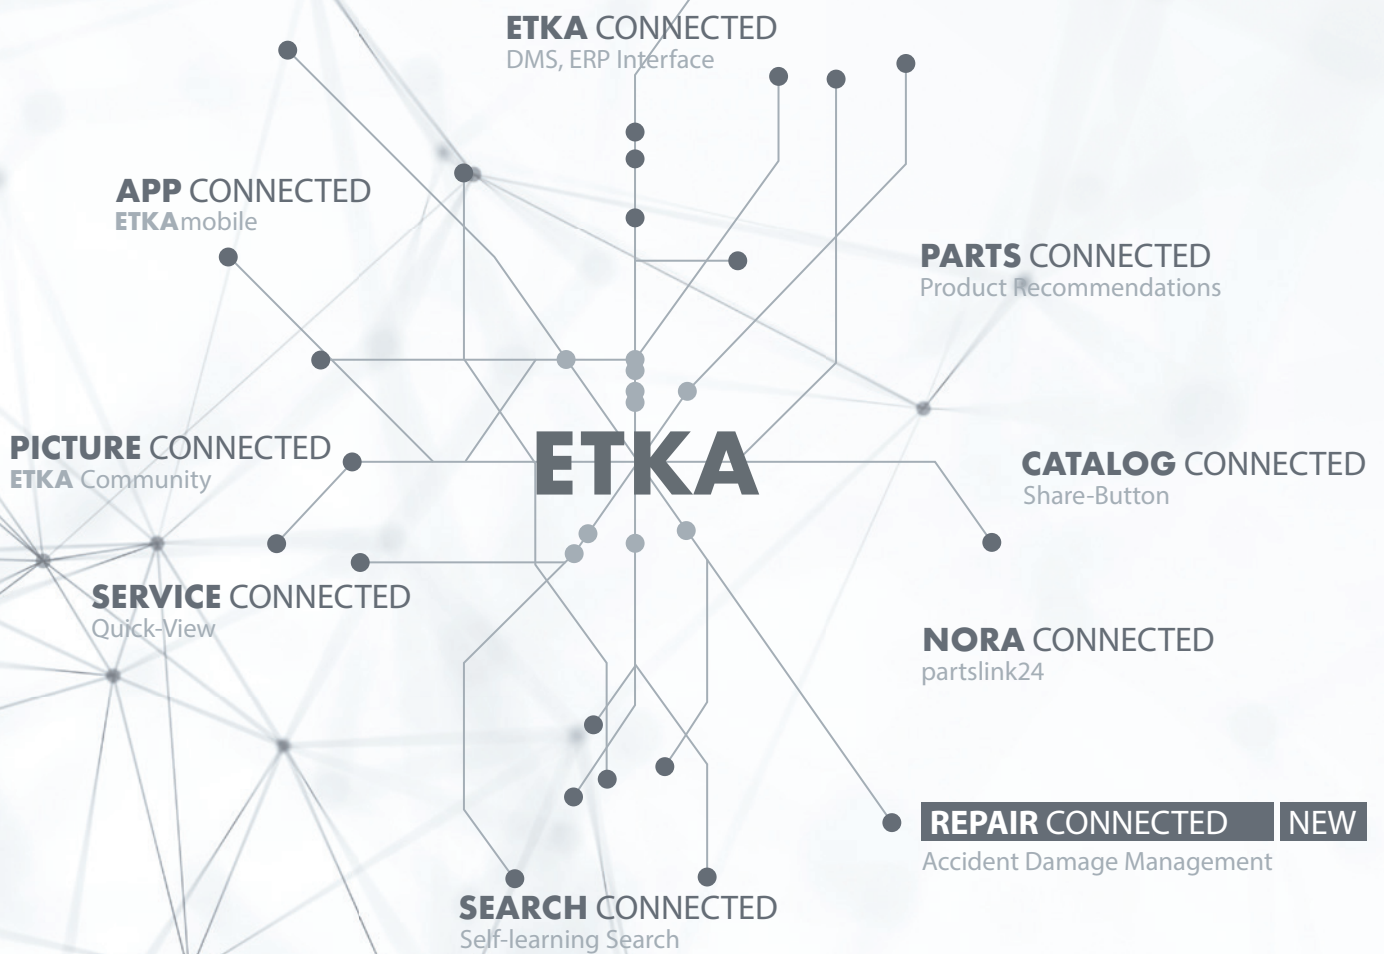 ETKA CONNECTED
DMS, ERP Interface
APP CONNECTED
ETKAmobile
PARTS CONNECTED
Product Recommendations
PICTURE CONNECTED
ETKA Community
ETKA
CATALOG CONNECTED
Share-Button
SERVICE CONNECTED
Quick-View
NORA CONNECTED
partslink24
REPAIR CONNECTED NEW
Accident Damage Management
SEARCH CONNECTED
Self-learning Search